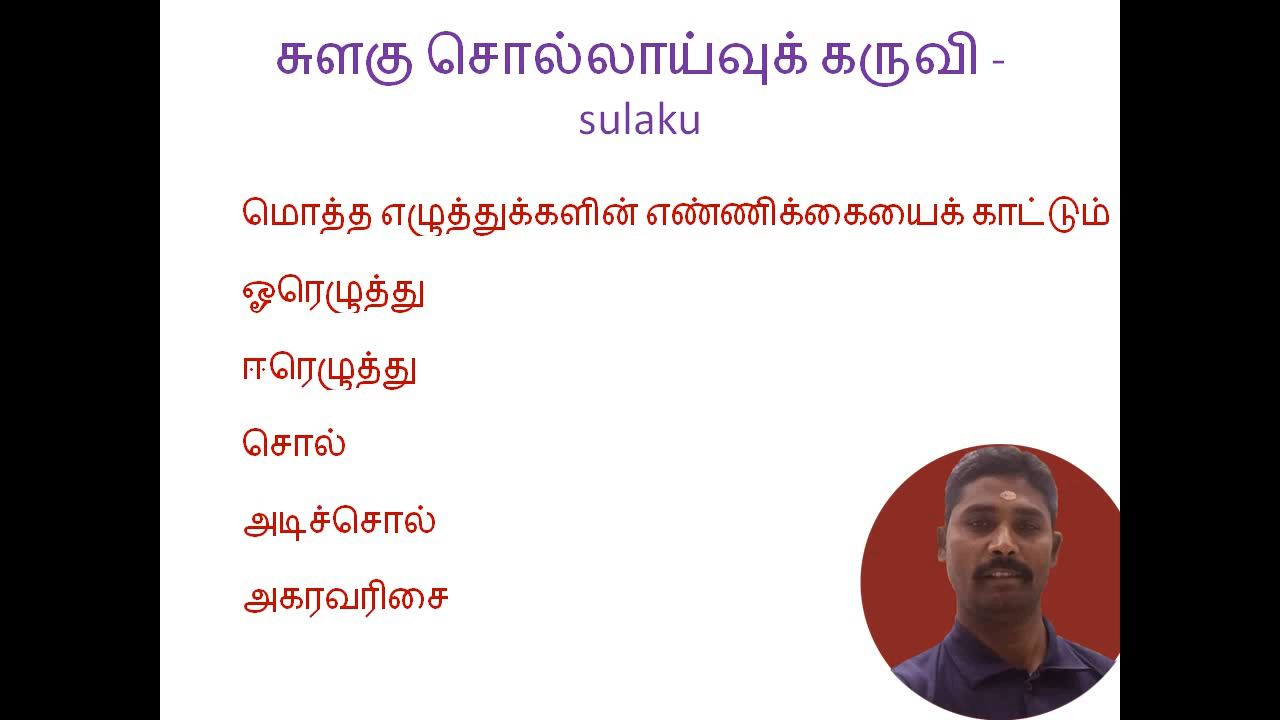 சுளகு சொல்லாய்வுக் கருவி -
sulaku
மொத்த எழுத்துக்களின் எண்ணிக்கையைக் காட்டும்
ஓரெழுத்து
ஈரெழுத்து
சொல்
அடிச்சொல்
அகரவரிசை